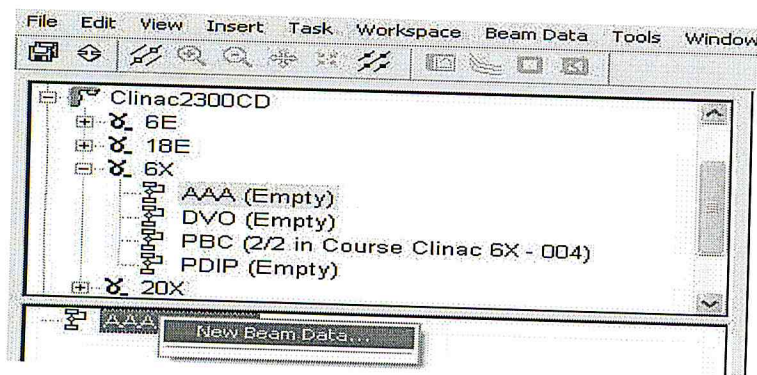 File Edit View Insert Task Workspace Beam Data Tools Window
Clinac2300CD
6E
18E
6X
AAA (Empty)
DVO (Empty)
PBC (2/2 in Course Clinac 6X - 004)
PDIP (Empty)
20X
AAA
New Beam Data...